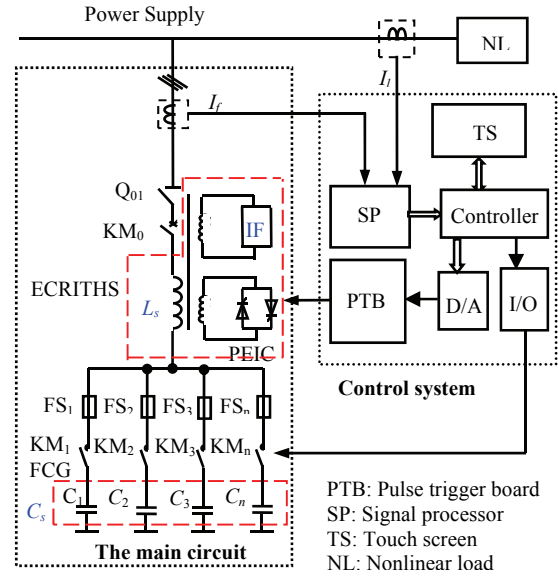 Power Supply
NL
I_f
I_l
TS
Q01
SP
Controller
KM0
IF
ECRITHS
L_s
PTB
D/A
I/O
PEIC
Control system
FS1 FS2 FS3 FSn
KM1 KM2 KM3 KMn
FCG
C_s C1 C2 C3 Cn
The main circuit
PTB: Pulse trigger board
SP: Signal processor
TS: Touch screen
NL: Nonlinear load